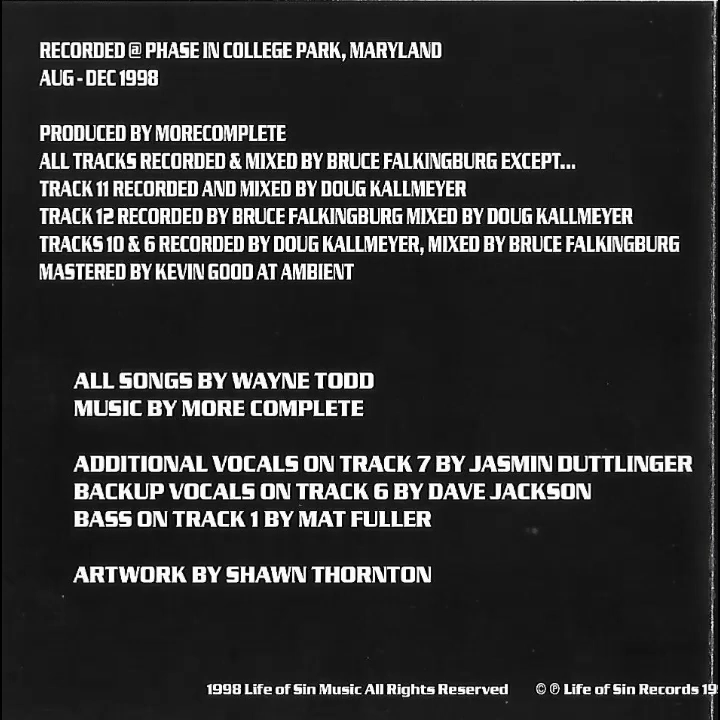 RECORDED @ PHASE IN COLLEGE PARK, MARYLAND
AUG - DEC 1998
PRODUCED BY MORECOMPLETE
ALL TRACKS RECORDED & MIXED BY BRUCE FALKINGBURG EXCEPT...
TRACK 11 RECORDED AND MIXED BY DOUG KALLMEYER
TRACK 12 RECORDED BY BRUCE FALKINGBURG MIXED BY DOUG KALLMEYER
TRACKS 10 & 6 RECORDED BY DOUG KALLMEYER, MIXED BY BRUCE FALKINGBURG
MASTERED BY KEVIN GOOD AT AMBIENT
ALL SONGS BY WAYNE TODD
MUSIC BY MORE COMPLETE
ADDITIONAL VOCALS ON TRACK 7 BY JASMIN DUTTLINGER
BACKUP VOCALS ON TRACK 6 BY DAVE JACKSON
BASS ON TRACK 1 BY MAT FULLER
ARTWORK BY SHAWN THORNTON
1998 Life of Sin Music All Rights Reserved © ℗ Life of Sin Records